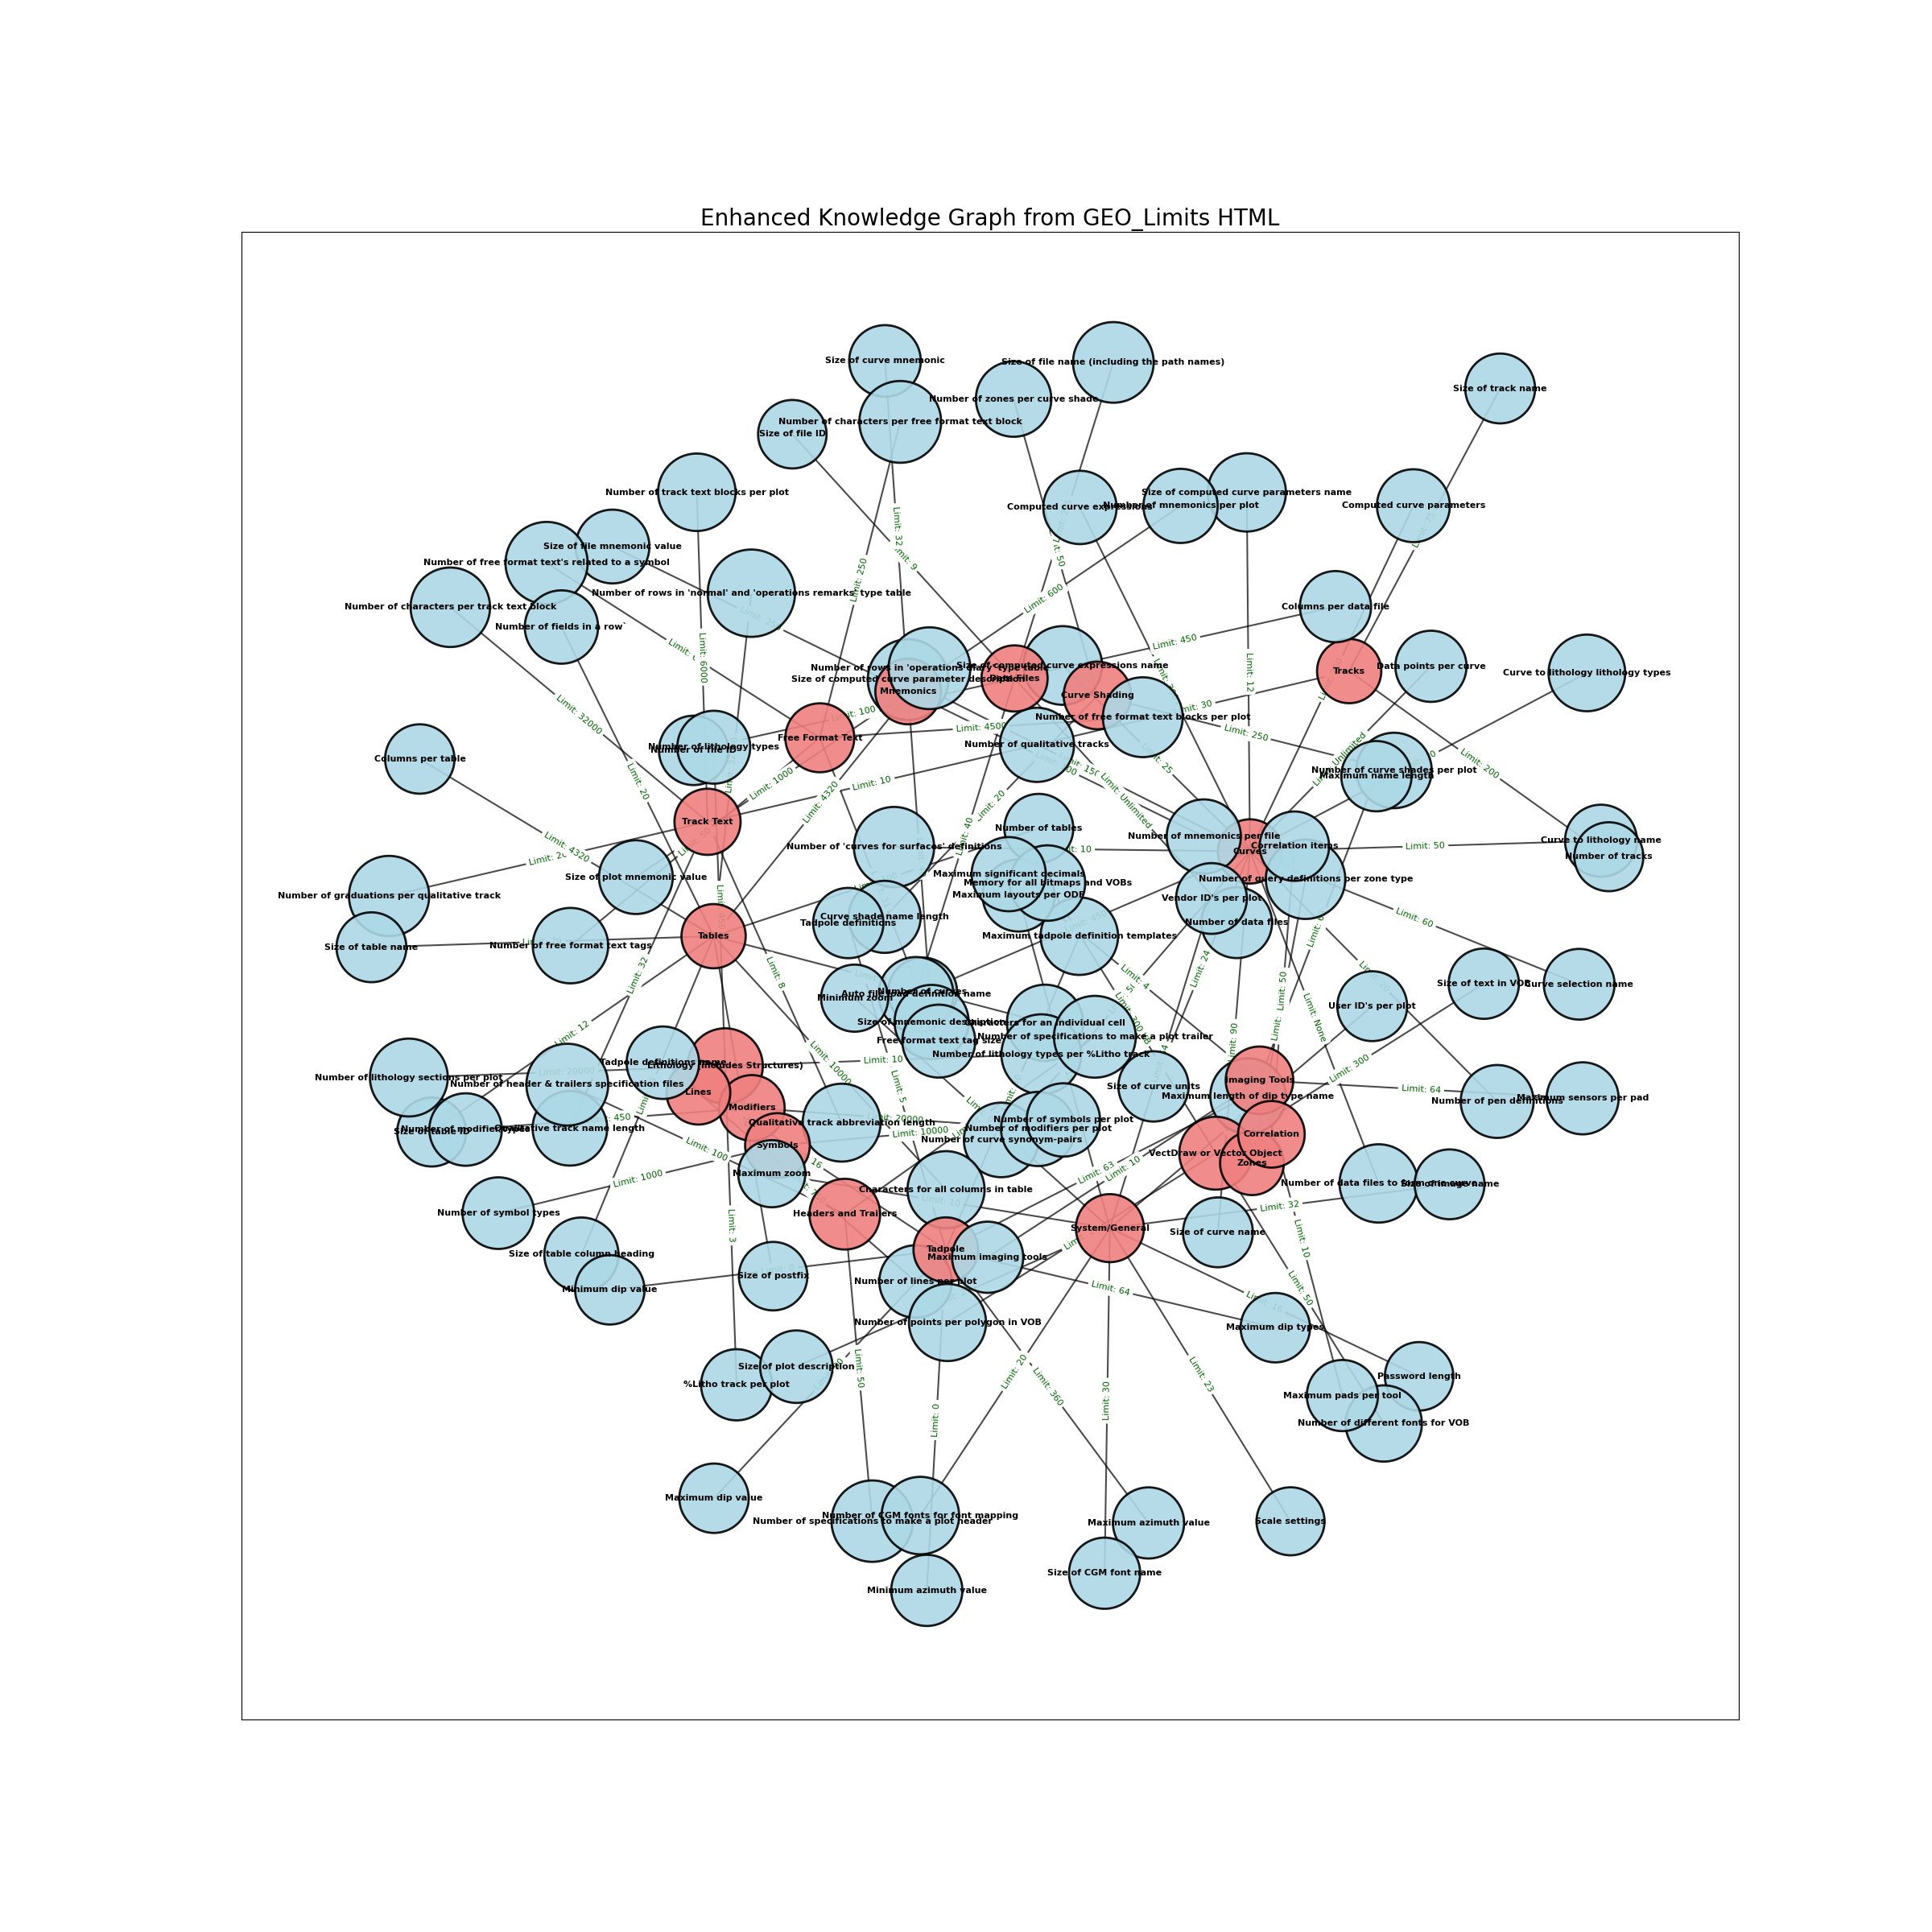 Enhanced Knowledge Graph from GEO_Limits HTML
Size of curve mnemonic
Size of file name (including the path names)
Size of track name
Number of zones per curve shade
Number of characters per free format text block
Size of file ID
Number of track text blocks per plot
Size of computed curve parameters name
Computed curve expressions
Number of mnemonics per plot
Computed curve parameters
Limit: 32
Size of file mnemonic value
Number of free format text's related to a symbol
Limit: 250
Number of rows in 'normal' and 'operations remarks' type table
Limit: 600
Number of characters per track text block
Columns per data file
Number of fields in a row`
Limit: 6000
Limit: 450
Number of rows in 'operations diary' type table
Size of computed curve expressions name
Data points per curve
Tracks
Curve to lithology lithology types
Limit: 12
Size of computed curve parameter description
Data Files
Mnemonics
Curve Shading
Limit: 32000
Limit: 100
Number of free format text blocks per plot
Limit: 4500
Limit: 250
Free Format Text
Number of lithology types
Number of file ID
Number of qualitative tracks
Columns per table
Limit: 25
Limit: 200
Number of curve shades per plot
Maximum name length
Limit: 20
Limit: 1000
Limit: 10
Limit: Unlimited
Limit: 4320
Limit: 20
Track Text
Number of tables
Limit: 40
Number of mnemonics per file
Curve to lithology name
Limit: 4320
Number of 'curves for surfaces' definitions
Correlation items
Limit: 50
Curves
Number of tracks
Size of plot mnemonic value
Maximum significant decimals
Memory for all bitmaps and VOBs
Number of query definitions per zone type
Number of graduations per qualitative track
Maximum layouts per ODF
Vendor ID's per plot
Curve shade name length
Tadpole definitions
Number of data files
Limit: 60
Tables
Maximum tadpole definition templates
Size of table name
Number of free format text tags
Limit: 32
Limit: 8
Limit: 4
Limit: 24
Size of text in VOB
Curve selection name
Number of curves
Auto file load definition name
Minimum zoom
User ID's per plot
Limit: 50
Limit: None
Size of mnemonic description
Characters for an individual cell
Number of specifications to make a plot trailer
Limit: 12
Free format text tag size
Limit: 90
Number of lithology types per %Litho track
Limit: 10
Limit: 10000
Tadpole definitions name
Lithology (includes Structures)
Limit: 300
Number of lithology sections per plot
Limit: 20000
Number of header & trailers specification files
Size of curve units
Imaging Tools
Limit: 5
Limit: 64
Lines
Maximum length of dip type name
Maximum sensors per pad
Number of pen definitions
Modifiers
Number of symbols per plot
Qualitative track abbreviation length
Number of modifiers per plot
Size of table ID
Qualitative track name length
Limit: 10000
Number of curve synonym-pairs
Correlation
Symbols
Limit: 100
VectDraw or Vector Object
Zones
Maximum zoom
Limit: 63
Limit: 10
Limit: 1000
Characters for all columns in table
Number of data files to form one curve
Size of image name
Number of symbol types
Headers and Trailers
Limit: 32
Limit: 3
System/General
Size of curve name
Limit: 10
Size of table column heading
Tadpole
Maximum imaging tools
Size of postfix
Number of lines per plot
Minimum dip value
Limit: 64
Limit: 50
Number of points per polygon in VOB
Maximum dip types
Size of plot description
Limit: 50
Limit: 20
Limit: 23
Password length
%Litho track per plot
Limit: 360
Maximum pads per tool
Limit: 30
Limit: 0
Number of different fonts for VOB
Maximum dip value
Number of CGM fonts for font mapping
Number of specifications to make a plot header
Maximum azimuth value
Scale settings
Size of CGM font name
Minimum azimuth value